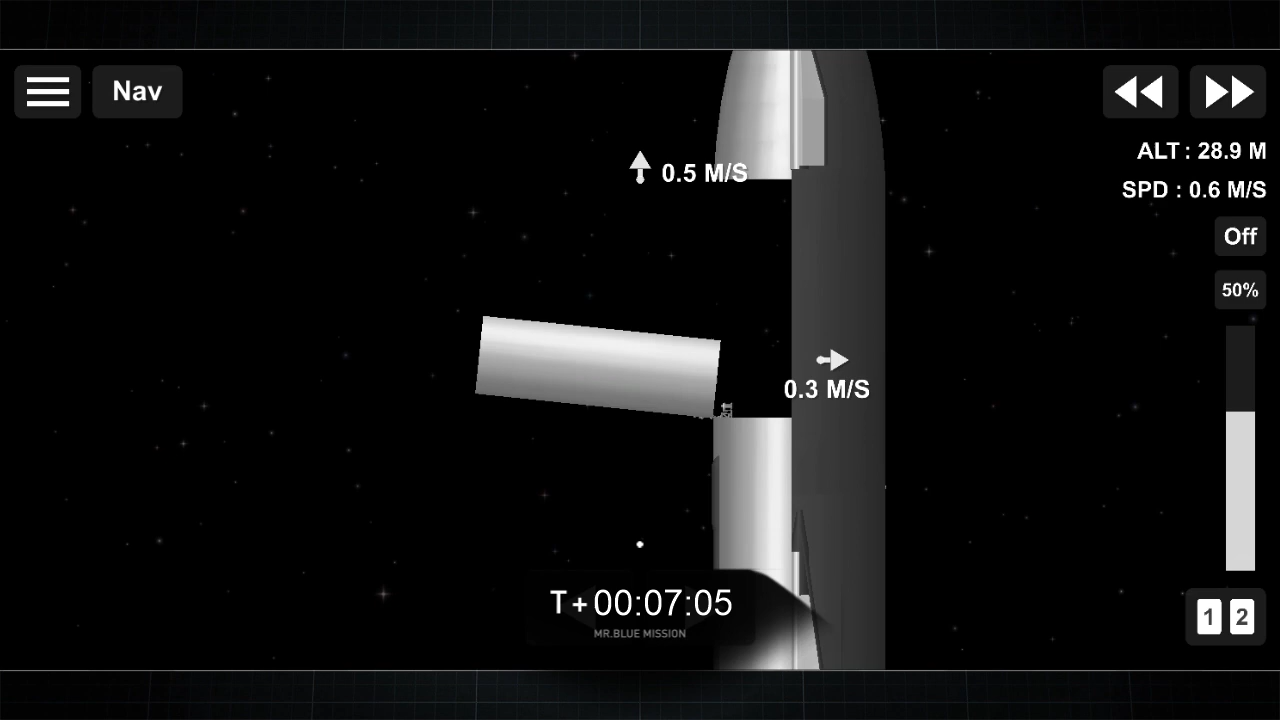 Nav
ALT : 28.9 M
0.5 M/S
SPD : 0.6 M/S
Off
50%
0.3 M/S
T+00:07:05
MR.BLUE MISSION
1 2